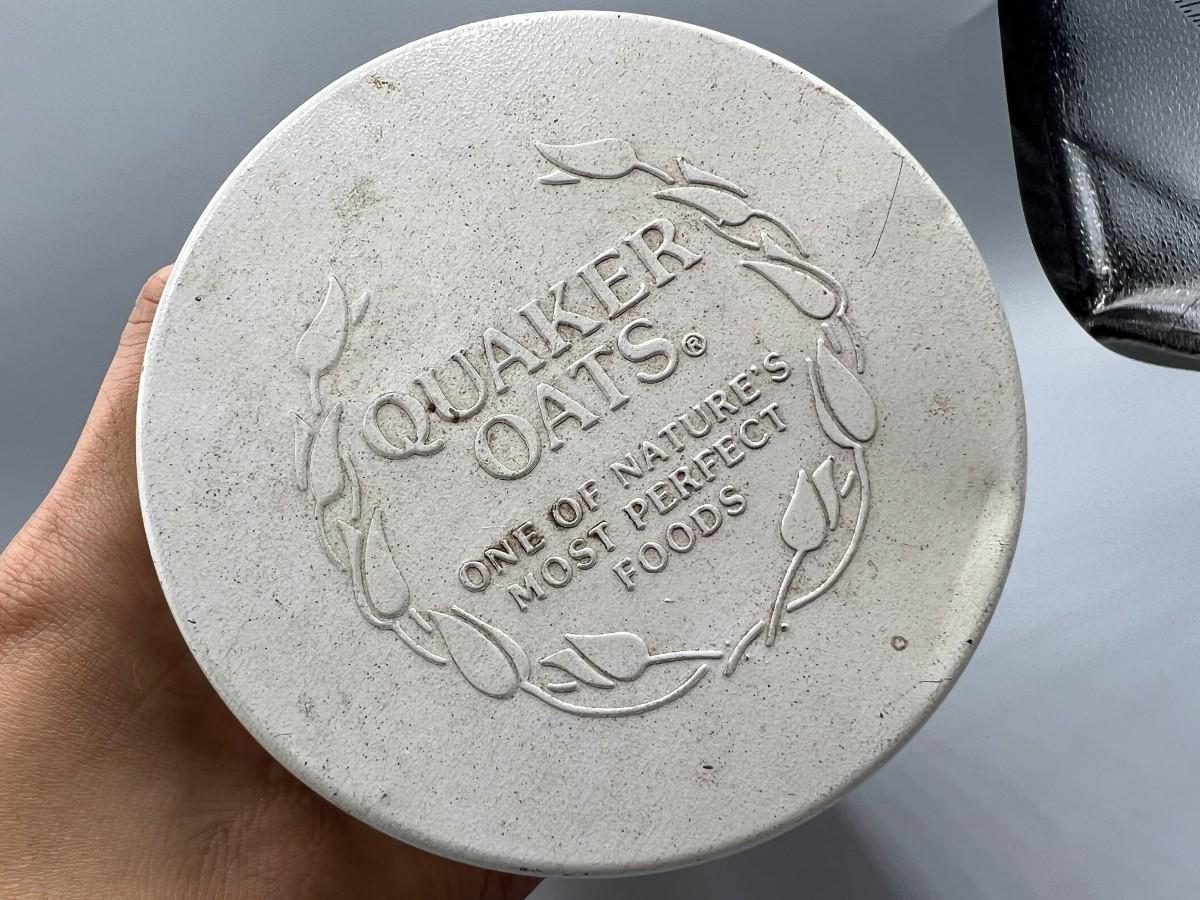 QUAKER
OATS®
ONE OF NATURE'S
MOST PERFECT
FOODS